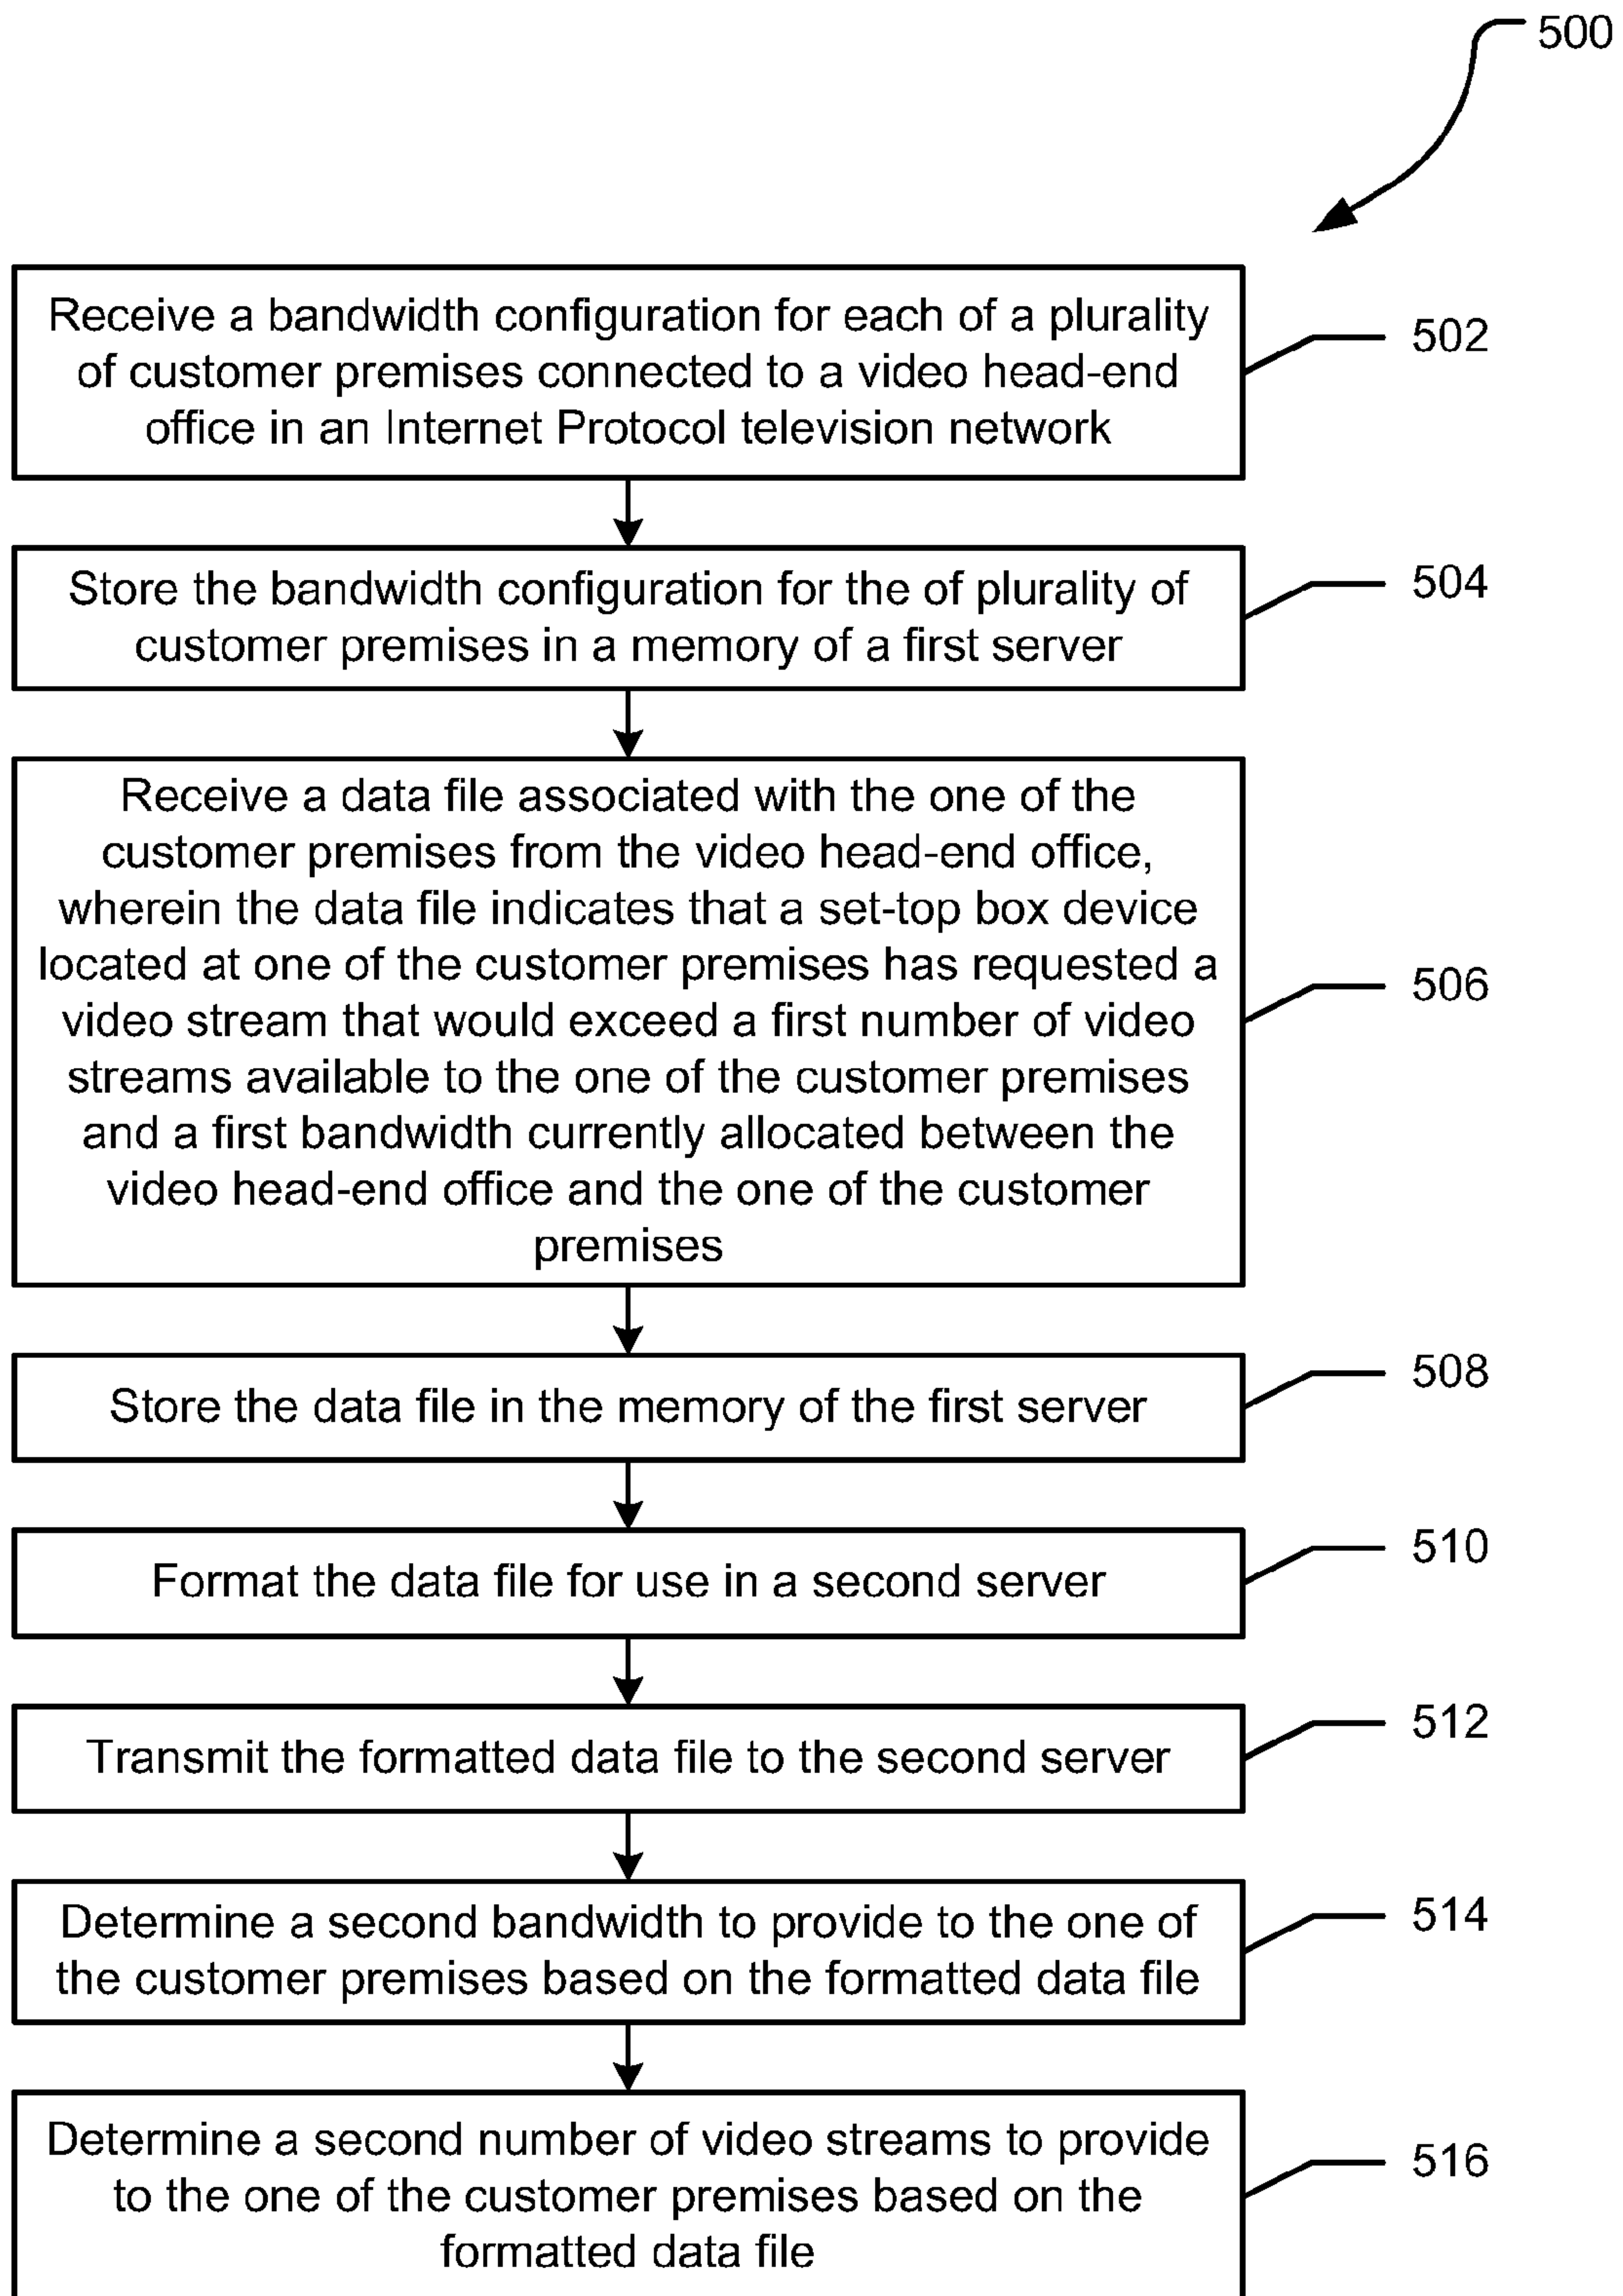 500
Receive a bandwidth configuration for each of a plurality
of customer premises connected to a video head-end
office in an Internet Protocol television network
502
Store the bandwidth configuration for the of plurality of
customer premises in a memory of a first server
504
Receive a data file associated with the one of the
customer premises from the video head-end office,
wherein the data file indicates that a set-top box device
located at one of the customer premises has requested a
video stream that would exceed a first number of video
streams available to the one of the customer premises
and a first bandwidth currently allocated between the
video head-end office and the one of the customer
premises
506
Store the data file in the memory of the first server
508
Format the data file for use in a second server
510
Transmit the formatted data file to the second server
512
Determine a second bandwidth to provide to the one of
the customer premises based on the formatted data file
514
Determine a second number of video streams to provide
to the one of the customer premises based on the
formatted data file
516